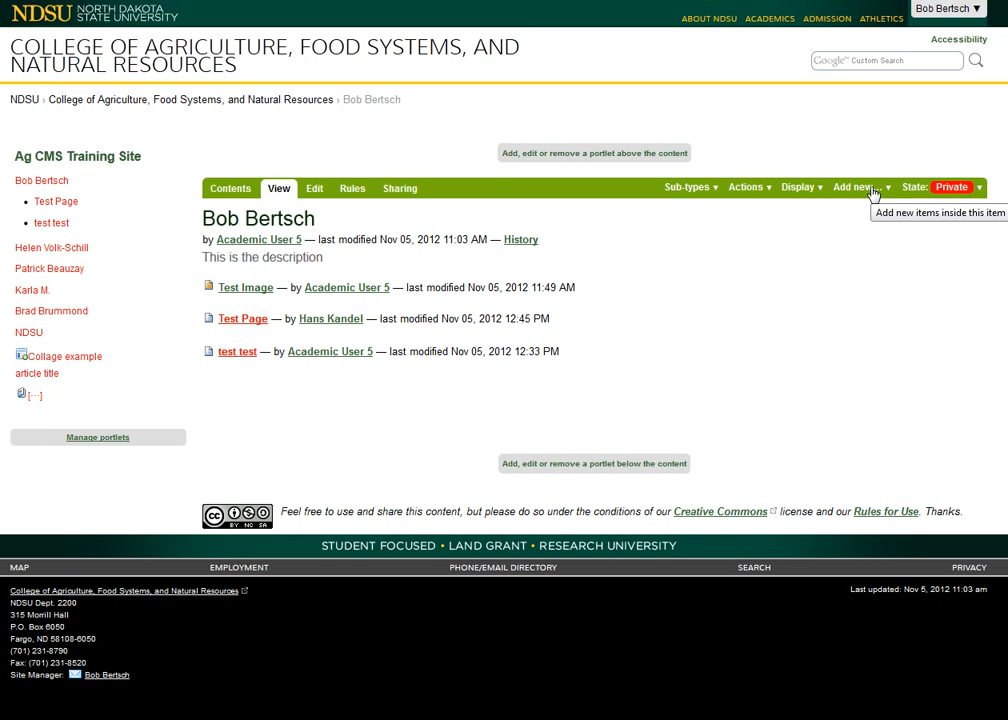 NDSU NORTH DAKOTA STATE UNIVERSITY
Bob Bertsch ▼
ABOUT NDSU ACADEMICS ADMISSION ATHLETICS
Accessibility
COLLEGE OF AGRICULTURE, FOOD SYSTEMS, AND
NATURAL RESOURCES
Google™ Custom Search
NDSU › College of Agriculture, Food Systems, and Natural Resources › Bob Bertsch
Ag CMS Training Site
Bob Bertsch
Test Page
test test
Helen Volk-Schill
Patrick Beauzay
Karla M.
Brad Brummond
NDSU
Collage example
article title
[...]
Manage portlets
Add, edit or remove a portlet above the content
Contents View Edit Rules Sharing Sub-types ▼ Actions ▼ Display ▼ Add new… ▼ State: Private ▼
Add new items inside this item
Bob Bertsch
by Academic User 5 — last modified Nov 05, 2012 11:03 AM — History
This is the description
Test Image — by Academic User 5 — last modified Nov 05, 2012 11:49 AM
Test Page — by Hans Kandel — last modified Nov 05, 2012 12:45 PM
test test — by Academic User 5 — last modified Nov 05, 2012 12:33 PM
Add, edit or remove a portlet below the content
cc BY NC SA
Feel free to use and share this content, but please do so under the conditions of our Creative Commons license and our Rules for Use. Thanks.
STUDENT FOCUSED • LAND GRANT • RESEARCH UNIVERSITY
MAP EMPLOYMENT PHONE/EMAIL DIRECTORY SEARCH PRIVACY
College of Agriculture, Food Systems, and Natural Resources
Last updated: Nov 5, 2012 11:03 am
NDSU Dept. 2200
315 Morrill Hall
P.O. Box 6050
Fargo, ND 58108-6050
(701) 231-8790
Fax: (701) 231-8520
Site Manager: Bob Bertsch